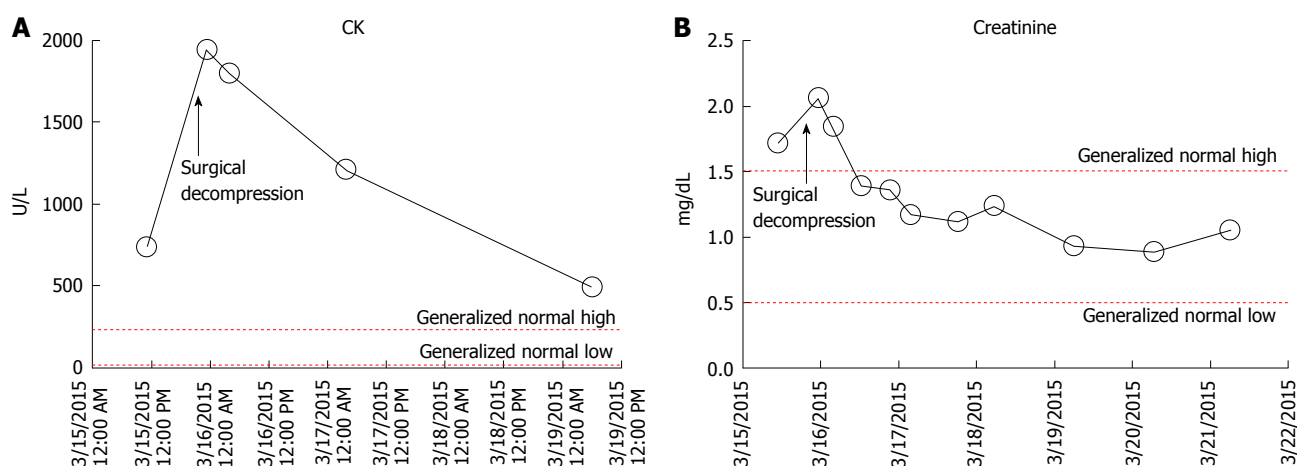 A
CK
2000
1500
1000
500
0
U/L
Surgical
decompression
Generalized normal high
Generalized normal low
3/15/2015
12:00 AM
3/15/2015
12:00 PM
3/16/2015
12:00 AM
3/16/2015
12:00 PM
3/17/2015
12:00 AM
3/17/2015
12:00 PM
3/18/2015
12:00 AM
3/18/2015
12:00 PM
3/19/2015
12:00 AM
3/19/2015
12:00 PM
B
Creatinine
2.5
2.0
1.5
1.0
0.5
0.0
mg/dL
Generalized normal high
Surgical
decompression
Generalized normal low
3/15/2015
3/16/2015
3/17/2015
3/18/2015
3/19/2015
3/20/2015
3/21/2015
3/22/2015